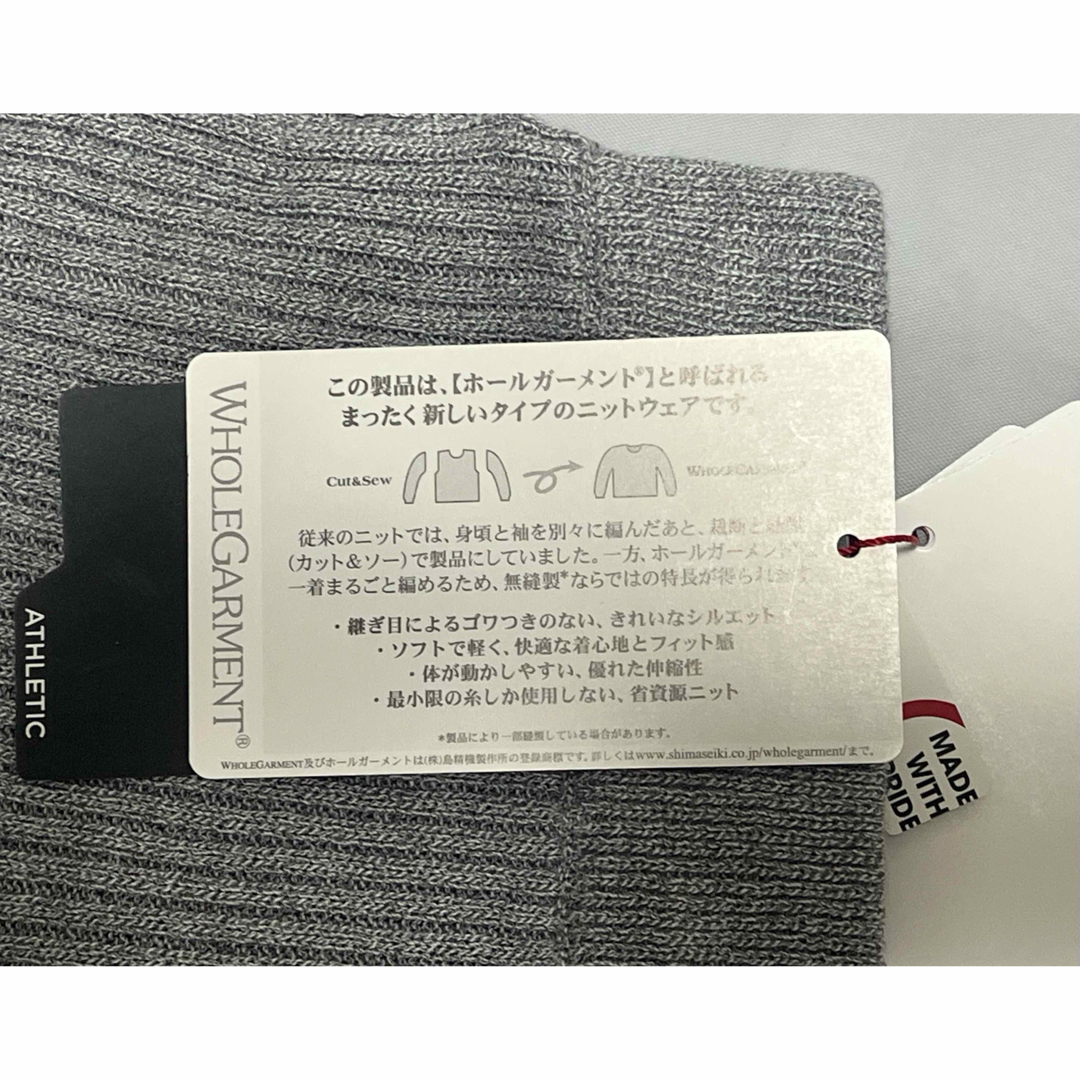 WHOLEGARMENT®
この製品は、【ホールガーメント®】と呼ばれる
まったく新しいタイプのニットウェアです。
Cut&Sew
WHOLEGARMENT®
従来のニットでは、身頃と袖を別々に編んだあと、裁断と縫製
(カット&ソー)で製品にしていました。一方、ホールガーメント
一着まるごと編めるため、無縫製*ならではの特長が得られます
・継ぎ目によるゴワつきのない、きれいなシルエット
・ソフトで軽く、快適な着心地とフィット感
・体が動かしやすい、優れた伸縮性
・最小限の糸しか使用しない、省資源ニット
*製品により一部縫製している場合があります。
WHOLEGARMENT及びホールガーメントは(株)島精機製作所の登録商標です。詳しくはwww.shimaseiki.co.jp/wholegarment/まで。
ATHLETIC
MADE
WITH
PRIDE